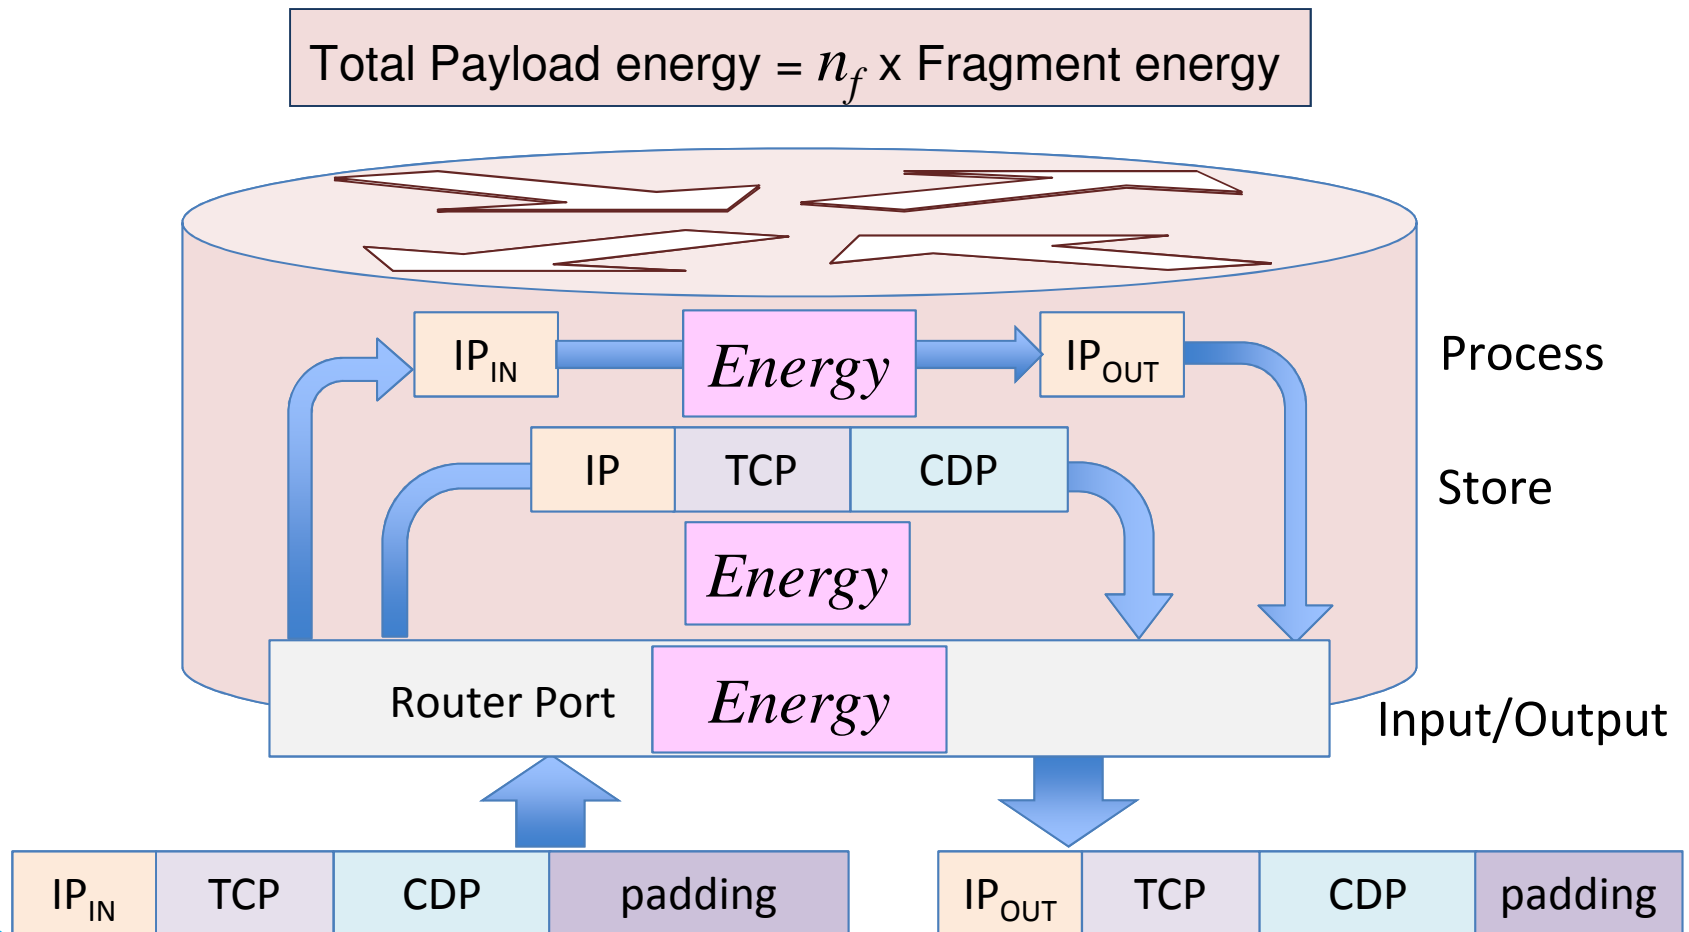 Total Payload energy = n_f x Fragment energy
IP_IN
Energy
IP_OUT
Process
IP
TCP
CDP
Store
Energy
Router Port
Energy
Input/Output
IP_IN
TCP
CDP
padding
IP_OUT
TCP
CDP
padding